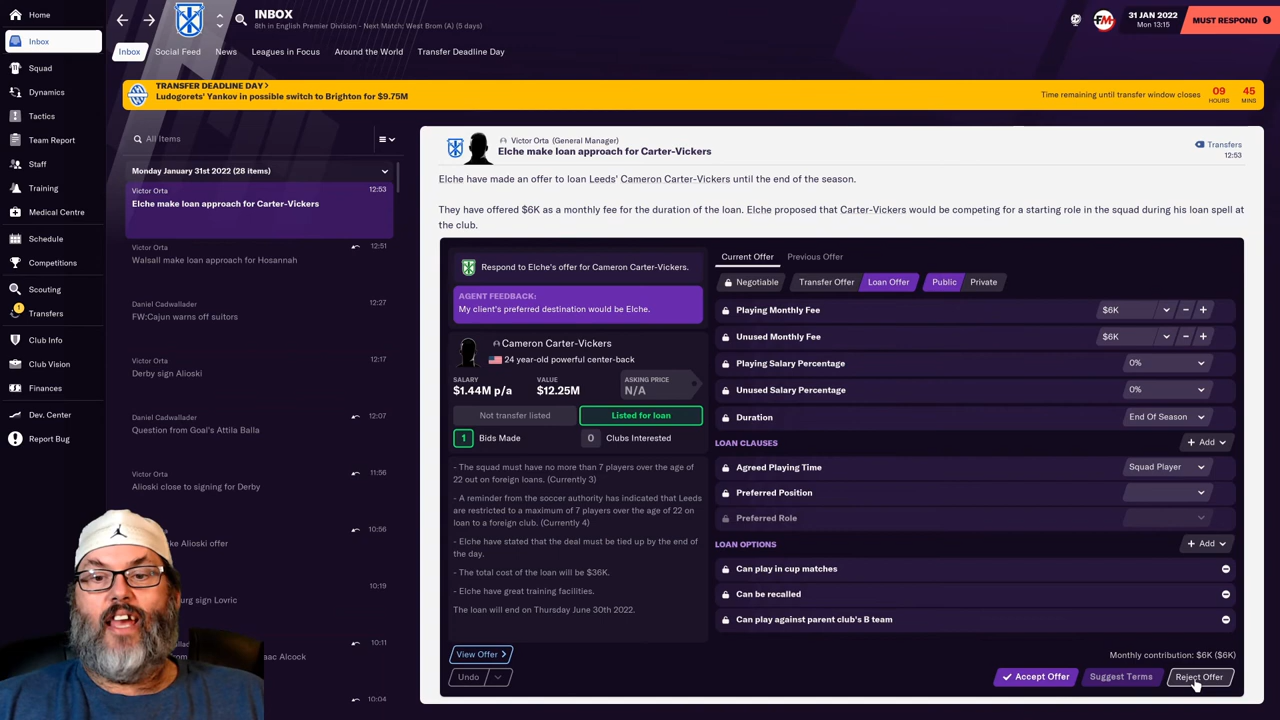 Home
Inbox
Squad
Dynamics
Tactics
Team Report
Staff
Training
Medical Centre
Schedule
Competitions
Scouting
Transfers
Club Info
Club Vision
Finances
Dev. Center
Report Bug
INBOX
8th in English Premier Division - Next Match: West Brom (A) (5 days)
FM
31 JAN 2022
Mon 13:15
MUST RESPOND
Inbox Social Feed News Leagues in Focus Around the World Transfer Deadline Day
TRANSFER DEADLINE DAY >
Ludogorets' Yankov in possible switch to Brighton for $9.75M
Time remaining until transfer window closes
09 HOURS
45 MINS
All Items
Monday January 31st 2022 (28 items)
Victor Orta 12:53
Elche make loan approach for Carter-Vickers
Victor Orta 12:51
Walsall make loan approach for Hosannah
Daniel Cadwallader 12:27
FW:Cajun warns off suitors
Victor Orta 12:17
Derby sign Alioski
Daniel Cadwallader 12:07
Question from Goal's Attila Balla
Victor Orta 11:56
Alioski close to signing for Derby
10:56
ke Alioski offer
10:19
urg sign Lovric
10:11
aac Alcock
10:04
Victor Orta (General Manager)
Elche make loan approach for Carter-Vickers
Transfers
12:53
Elche have made an offer to loan Leeds' Cameron Carter-Vickers until the end of the season.
They have offered $6K as a monthly fee for the duration of the loan. Elche proposed that Carter-Vickers would be competing for a starting role in the squad during his loan spell at
the club.
Respond to Elche's offer for Cameron Carter-Vickers.
AGENT FEEDBACK:
My client's preferred destination would be Elche.
Cameron Carter-Vickers
24 year-old powerful center-back
SALARY
$1.44M p/a
VALUE
$12.25M
ASKING PRICE
N/A
Not transfer listed
Listed for loan
1 Bids Made
0 Clubs Interested
- The squad must have no more than 7 players over the age of
22 out on foreign loans. (Currently 3)
- A reminder from the soccer authority has indicated that Leeds
are restricted to a maximum of 7 players over the age of 22 on
loan to a foreign club. (Currently 4)
- Elche have stated that the deal must be tied up by the end of
the day.
- The total cost of the loan will be $36K.
- Elche have great training facilities.
The loan will end on Thursday June 30th 2022.
View Offer >
Undo
Current Offer Previous Offer
Negotiable Transfer Offer Loan Offer Public Private
Playing Monthly Fee $6K
Unused Monthly Fee $6K
Playing Salary Percentage 0%
Unused Salary Percentage 0%
Duration End Of Season
LOAN CLAUSES + Add
Agreed Playing Time Squad Player
Preferred Position
Preferred Role
LOAN OPTIONS + Add
Can play in cup matches
Can be recalled
Can play against parent club's B team
Monthly contribution: $6K ($6K)
Accept Offer
Suggest Terms
Reject Offer